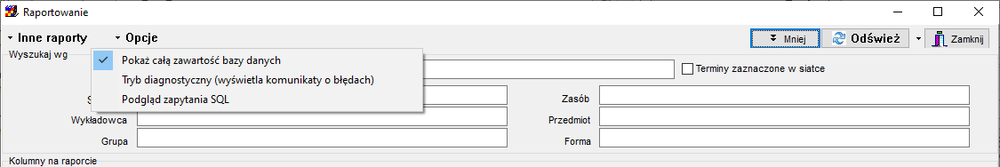 Raportowanie
Inne raporty Opcje Mniej Odśwież Zamknij
Wyszukaj wg
Pokaż całą zawartość bazy danych
Terminy zaznaczone w siatce
Tryb diagnostyczny (wyświetla komunikaty o błędach)
Podgląd zapytania SQL
Zasób
Wykładowca Przedmiot
Grupa Forma
Kolumny na raporcie